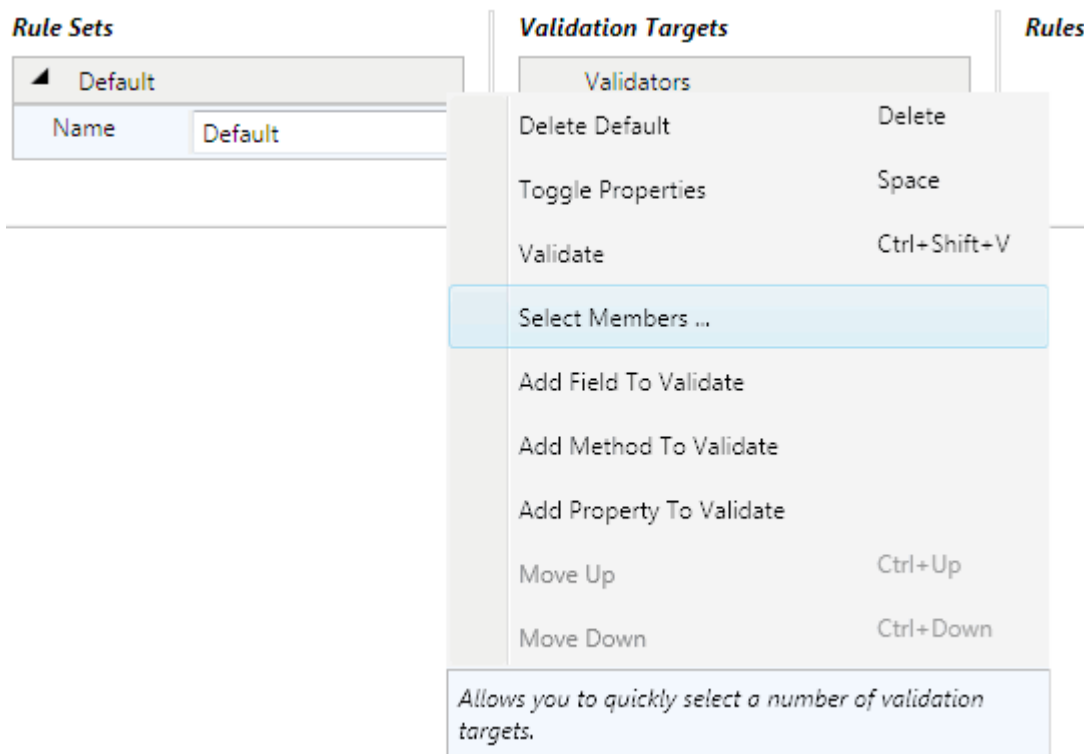 Rule Sets
Validation Targets
Rules
Default
Validators
Name
Default
Delete Default Delete
Toggle Properties Space
Validate Ctrl+Shift+V
Select Members ...
Add Field To Validate
Add Method To Validate
Add Property To Validate
Move Up Ctrl+Up
Move Down Ctrl+Down
Allows you to quickly select a number of validation
targets.